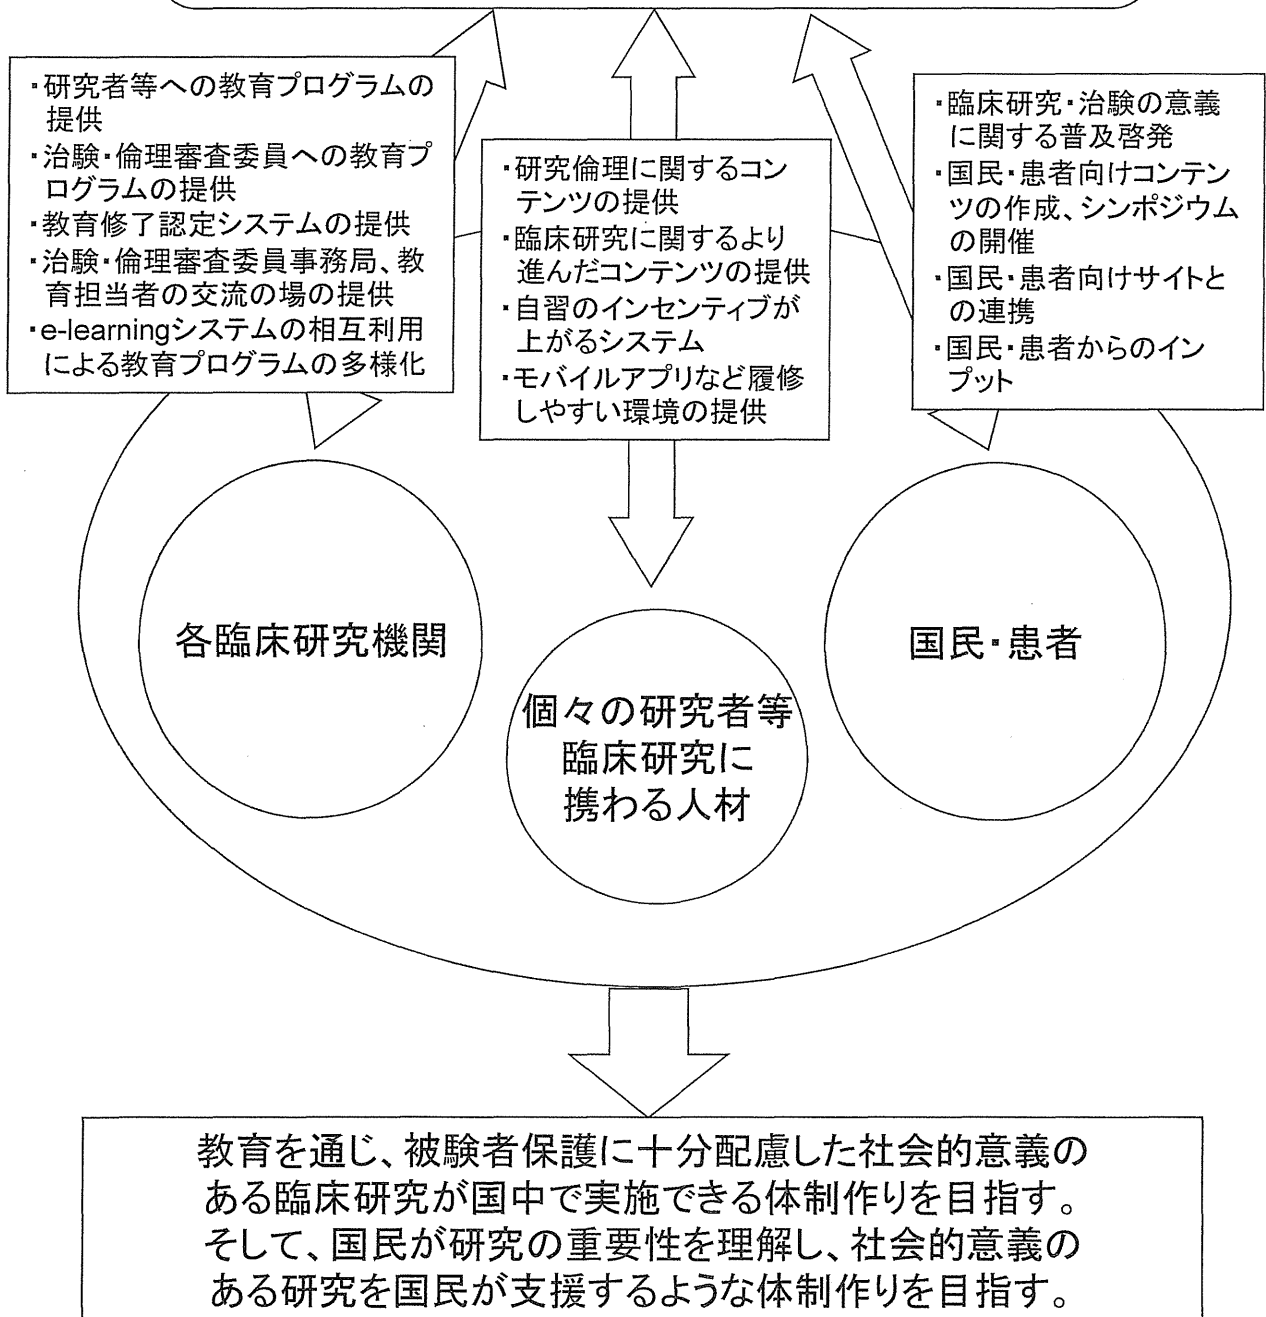 ・研究者等への教育プログラムの
提供
・治験・倫理審査委員への教育プ
ログラムの提供
・教育修了認定システムの提供
・治験・倫理審査委員事務局、教
育担当者の交流の場の提供
・e-learningシステムの相互利用
による教育プログラムの多様化
・研究倫理に関するコン
テンツの提供
・臨床研究に関するより
進んだコンテンツの提供
・自習のインセンティブが
上がるシステム
・モバイルアプリなど履修
しやすい環境の提供
・臨床研究・治験の意義
に関する普及啓発
・国民・患者向けコンテン
ツの作成、シンポジウム
の開催
・国民・患者向けサイトと
の連携
・国民・患者からのイン
プット
各臨床研究機関
個々の研究者等
臨床研究に
携わる人材
国民・患者
教育を通じ、被験者保護に十分配慮した社会的意義の
ある臨床研究が国中で実施できる体制作りを目指す。
そして、国民が研究の重要性を理解し、社会的意義の
ある研究を国民が支援するような体制作りを目指す。